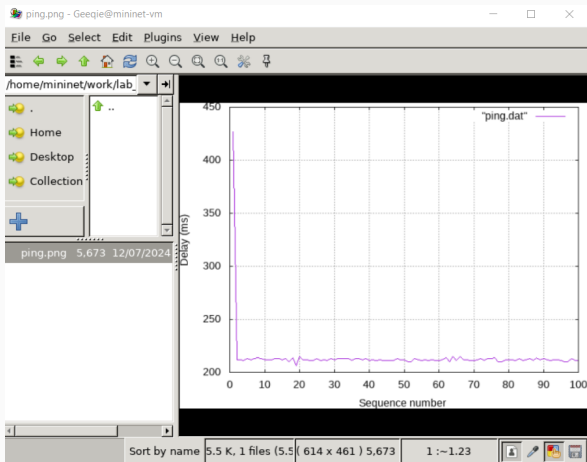 ping.png - Geeqie@mininet-vm
File Go Select Edit Plugins View Help
/home/mininet/work/lab_
.
Home
Desktop
Collection
..
ping.png 5,673 12/07/2024
450
400
350
300
250
200
Delay (ms)
"ping.dat"
0 10 20 30 40 50 60 70 80 90 100
Sequence number
Sort by name 5.5 K, 1 files (5.5 ( 614 x 461 ) 5,673 1 :~1.23